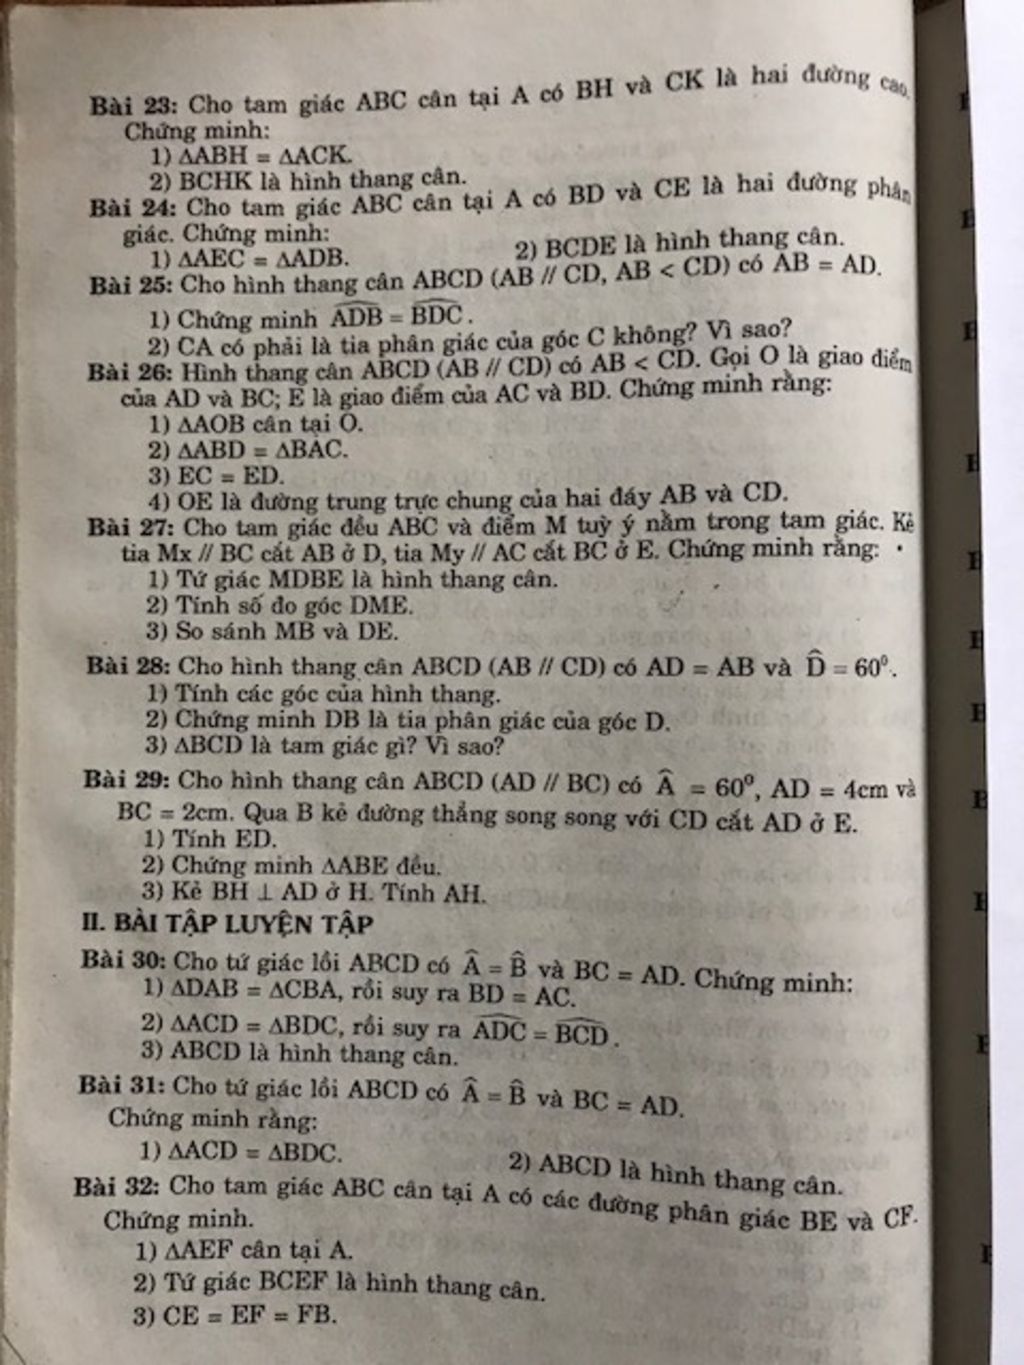 Bài 23: Cho tam giác ABC cân tại A có BH và CK là hai đường cao.
Chứng minh:
1) ΔABH = ΔACK.
2) BCHK là hình thang cân.
Bài 24: Cho tam giác ABC cân tại A có BD và CE là hai đường phân
giác. Chứng minh:
1) ΔAEC = ΔADB. 2) BCDE là hình thang cân.
Bài 25: Cho hình thang cân ABCD (AB // CD, AB < CD) có AB = AD.
1) Chứng minh \widehat{ADB} = \widehat{BDC}.
2) CA có phải là tia phân giác của góc C không? Vì sao?
Bài 26: Hình thang cân ABCD (AB // CD) có AB < CD. Gọi O là giao điểm
của AD và BC; E là giao điểm của AC và BD. Chứng minh rằng:
1) ΔAOB cân tại O.
2) ΔABD = ΔBAC.
3) EC = ED.
4) OE là đường trung trực chung của hai đáy AB và CD.
Bài 27: Cho tam giác đều ABC và điểm M tuỳ ý nằm trong tam giác. Kẻ
tia Mx // BC cắt AB ở D, tia My // AC cắt BC ở E. Chứng minh rằng:
1) Tứ giác MDBE là hình thang cân.
2) Tính số đo góc DME.
3) So sánh MB và DE.
Bài 28: Cho hình thang cân ABCD (AB // CD) có AD = AB và \widehat{D} = 60⁰.
1) Tính các góc của hình thang.
2) Chứng minh DB là tia phân giác của góc D.
3) ΔBCD là tam giác gì? Vì sao?
Bài 29: Cho hình thang cân ABCD (AD // BC) có \widehat{A} = 60⁰, AD = 4cm và
BC = 2cm. Qua B kẻ đường thẳng song song với CD cắt AD ở E.
1) Tính ED.
2) Chứng minh ΔABE đều.
3) Kẻ BH ⊥ AD ở H. Tính AH.
II. BÀI TẬP LUYỆN TẬP
Bài 30: Cho tứ giác lồi ABCD có \widehat{A} = \widehat{B} và BC = AD. Chứng minh:
1) ΔDAB = ΔCBA, rồi suy ra BD = AC.
2) ΔACD = ΔBDC, rồi suy ra \widehat{ADC} = \widehat{BCD}.
3) ABCD là hình thang cân.
Bài 31: Cho tứ giác lồi ABCD có \widehat{A} = \widehat{B} và BC = AD.
Chứng minh rằng:
1) ΔACD = ΔBDC. 2) ABCD là hình thang cân.
Bài 32: Cho tam giác ABC cân tại A có các đường phân giác BE và CF.
Chứng minh.
1) ΔAEF cân tại A.
2) Tứ giác BCEF là hình thang cân.
3) CE = EF = FB.